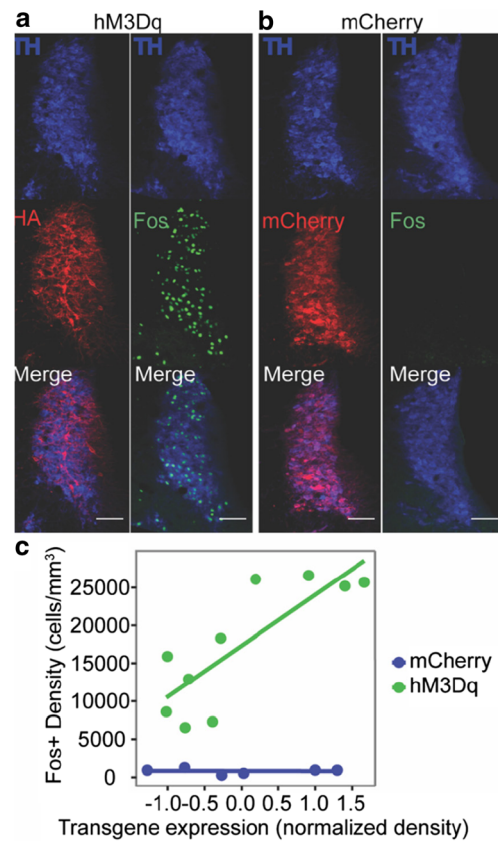 a
hM3Dq
b
mCherry
TH
TH
TH
TH
HA
Fos
mCherry
Fos
Merge
Merge
Merge
Merge
c
Fos+ Density (cells/mm³)
25000
20000
15000
10000
5000
0
mCherry
hM3Dq
-1.0 -0.5 0.0 0.5 1.0 1.5
Transgene expression (normalized density)